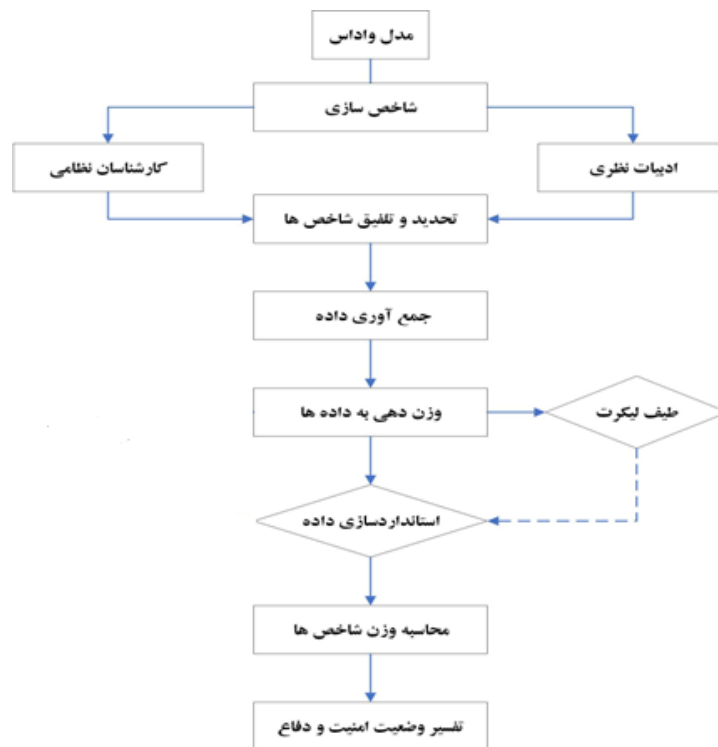 مدل واداس
شاخص سازی
ادبیات نظری
کارشناسان نظامی
تحدید و تلفیق شاخص ها
جمع آوری داده
وزن دهی به داده ها
طیف لیکرت
استانداردسازی داده
محاسبه وزن شاخص ها
تفسیر وضعیت امنیت و دفاع